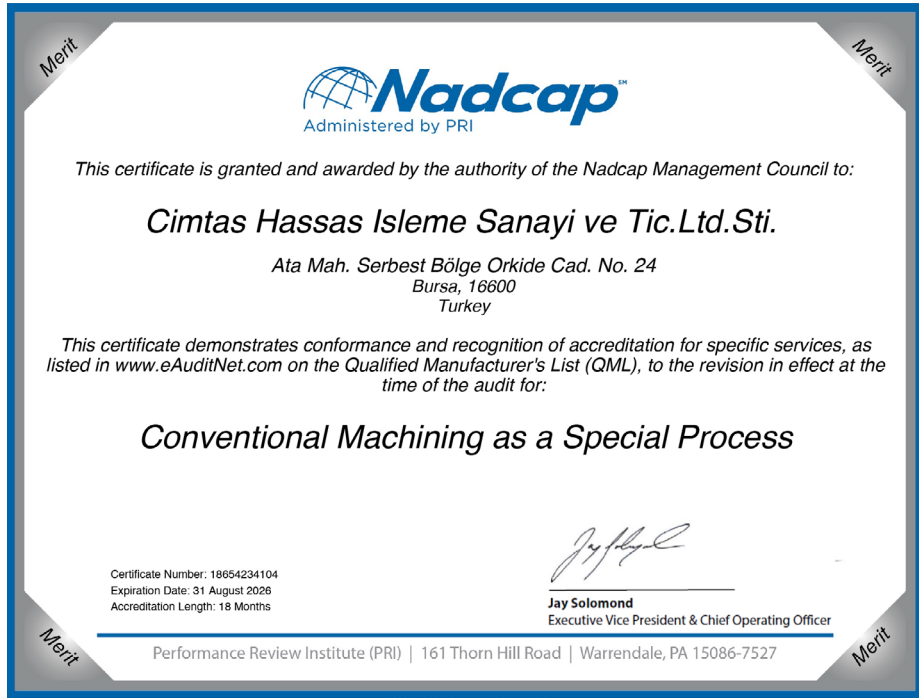 Merit
Merit
Nadcap℠
Administered by PRI
This certificate is granted and awarded by the authority of the Nadcap Management Council to:
Cimtas Hassas Isleme Sanayi ve Tic.Ltd.Sti.
Ata Mah. Serbest Bölge Orkide Cad. No. 24
Bursa, 16600
Turkey
This certificate demonstrates conformance and recognition of accreditation for specific services, as
listed in www.eAuditNet.com on the Qualified Manufacturer's List (QML), to the revision in effect at the
time of the audit for:
Conventional Machining as a Special Process
Certificate Number: 18654234104
Expiration Date: 31 August 2026
Accreditation Length: 18 Months
Jay Solomond
Executive Vice President & Chief Operating Officer
Merit
Merit
Performance Review Institute (PRI) | 161 Thorn Hill Road | Warrendale, PA 15086-7527